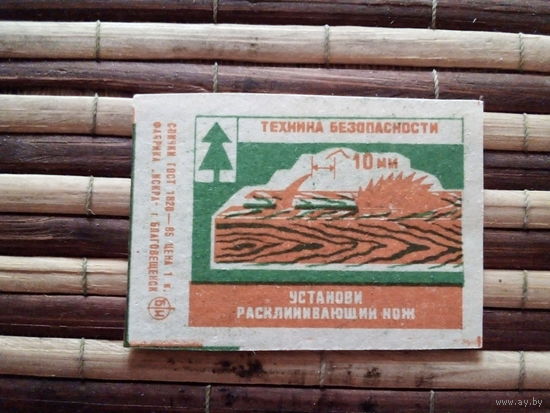 ТЕХНИКА БЕЗОПАСНОСТИ
10 мм
УСТАНОВИ
РАСКЛИНИВАЮЩИЙ НОЖ
СПИЧКИ ГОСТ 1820—85 ЦЕНА 1 к.
ФАБРИКА „ИСКРА" г. БЛАГОВЕЩЕНСК
www.ay.by